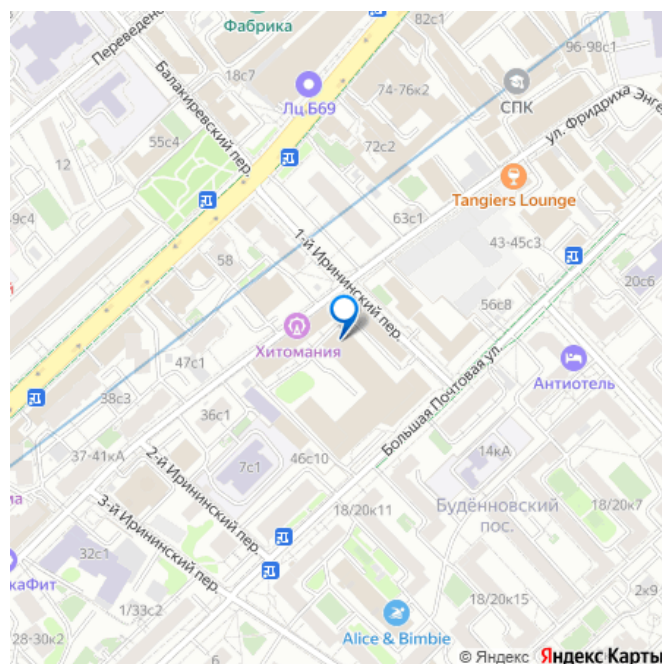 82с1
Фабрика
Переведено
96-98с1
18с7
74-76к2
Лц Б69
СПК
Балакиревский пер.
ул. Фридриха Энге
55с4
72с2
12
Tangiers Lounge
9с4
63с1
1-й Ирининский пер.
43-45с3
58
20с6
56с8
Хитомания
47с1
Антиотель
38с3
36с1
Большая Почтовая ул.
37-41кА
2-й Ирининский пер.
7с1
46с10
14кА
ма
3-й Ирининский пер.
Будённовский
пос.
18/20к7
18/20к11
32с1
каФит
1/33с2
18/20к15
2к9
28-30к2
6
Alice & Bimbie
© Яндекс Яндекс Карты